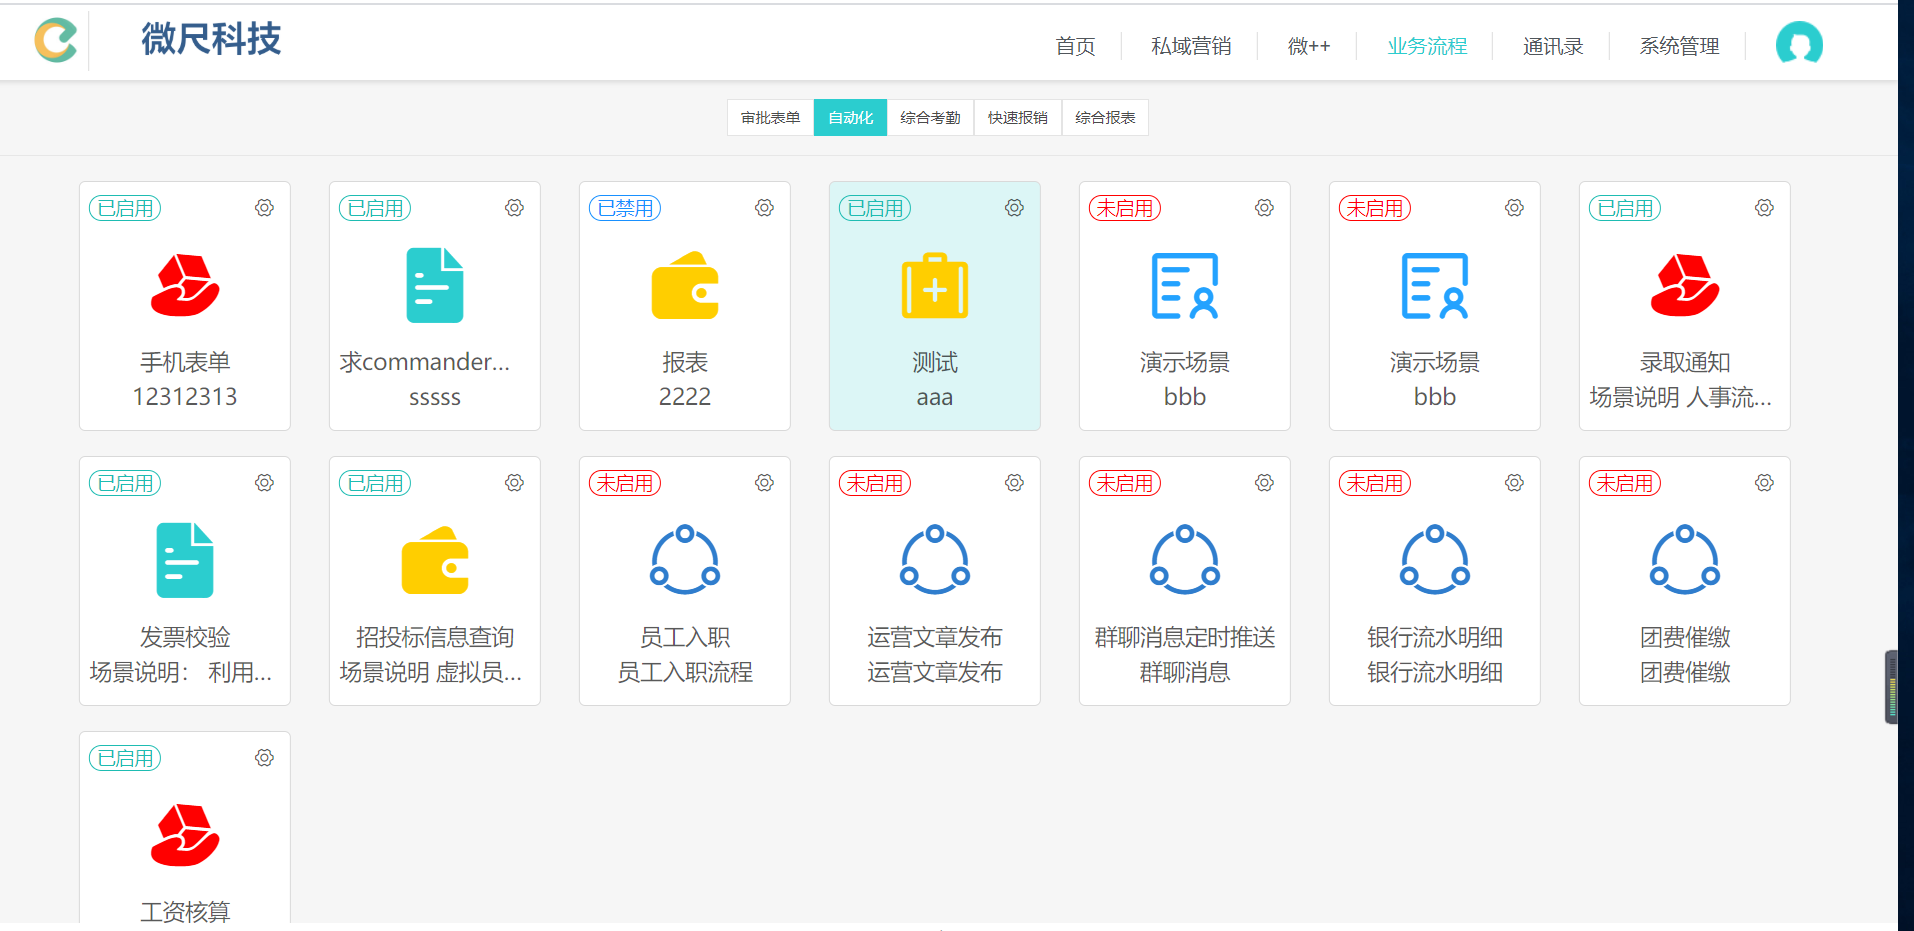 微尺科技
首页
私域营销
微++
业务流程
通讯录
系统管理
审批表单
自动化
综合考勤
快速报销
综合报表
已启用
手机表单
12312313
已启用
求commander...
sssss
已禁用
报表
2222
已启用
测试
aaa
未启用
演示场景
bbb
未启用
演示场景
bbb
已启用
录取通知
场景说明 人事流...
已启用
发票校验
场景说明： 利用...
已启用
招投标信息查询
场景说明 虚拟员...
未启用
员工入职
员工入职流程
未启用
运营文章发布
运营文章发布
未启用
群聊消息定时推送
群聊消息
未启用
银行流水明细
银行流水明细
未启用
团费催缴
团费催缴
已启用
工资核算